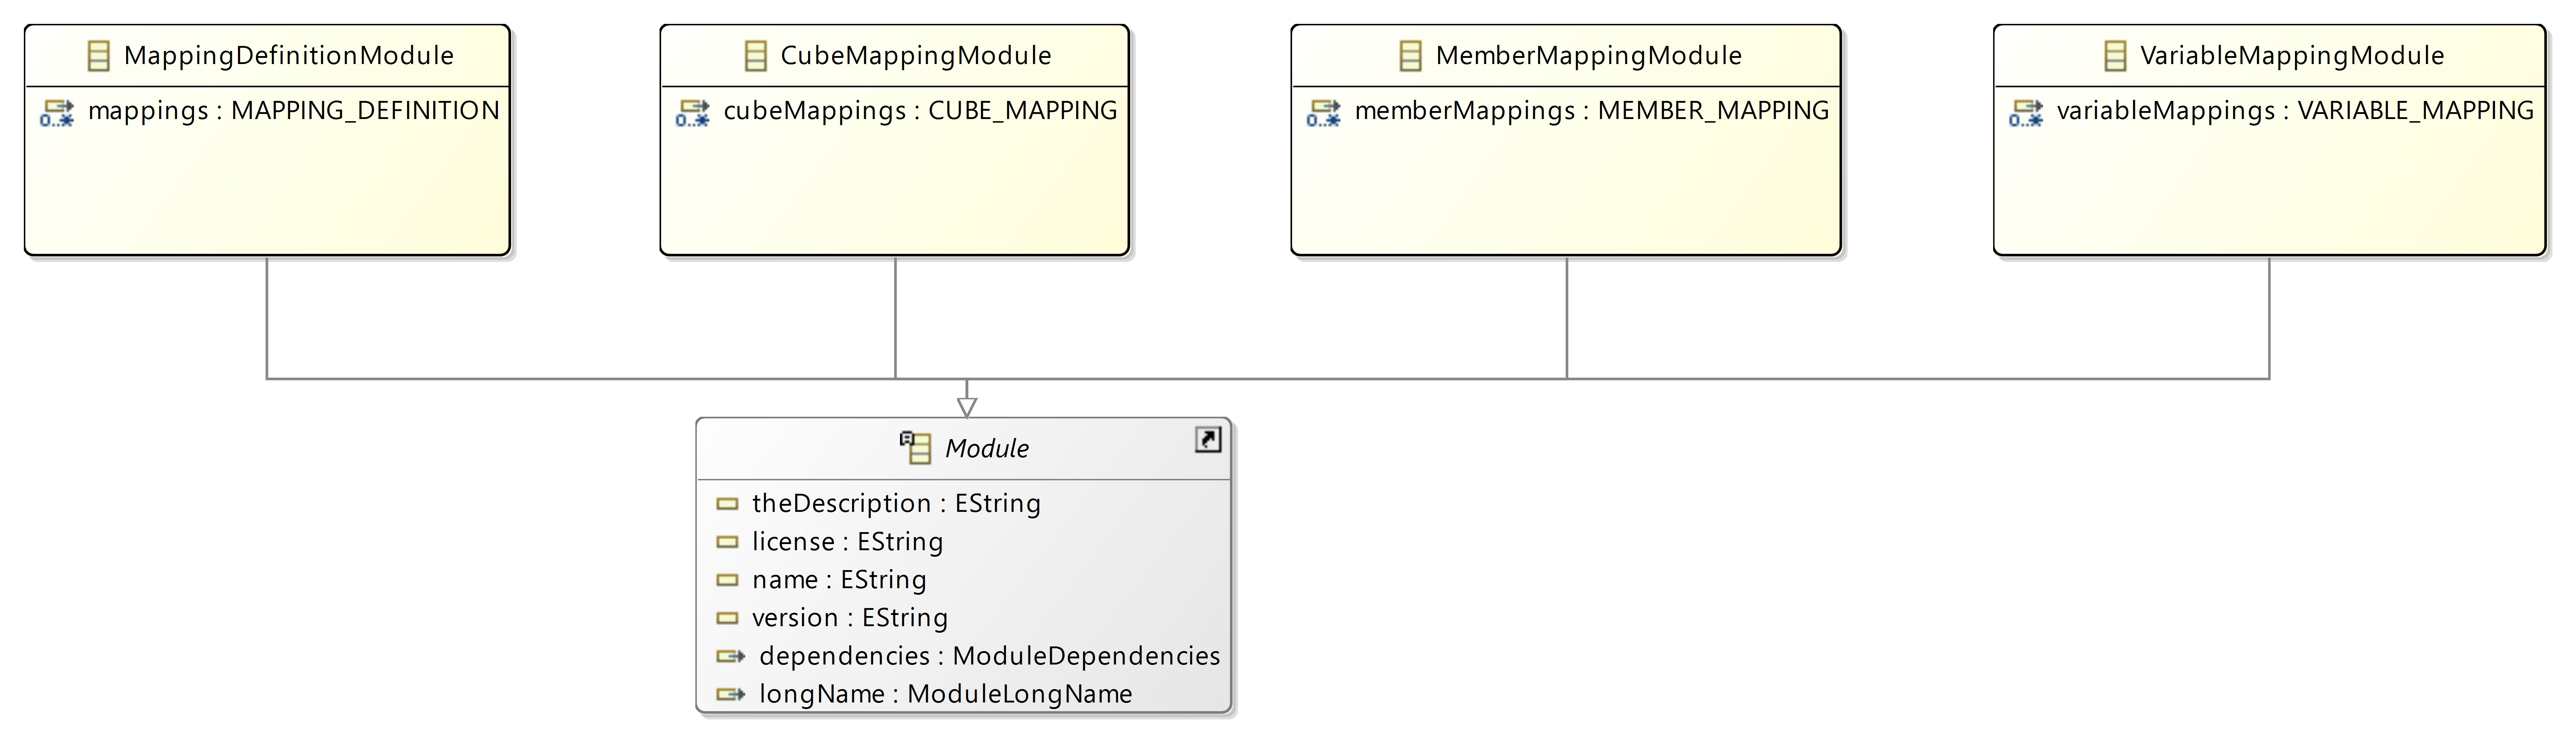 MappingDefinitionModule
0..* mappings : MAPPING_DEFINITION
CubeMappingModule
0..* cubeMappings : CUBE_MAPPING
MemberMappingModule
0..* memberMappings : MEMBER_MAPPING
VariableMappingModule
0..* variableMappings : VARIABLE_MAPPING
Module
theDescription : EString
license : EString
name : EString
version : EString
dependencies : ModuleDependencies
longName : ModuleLongName